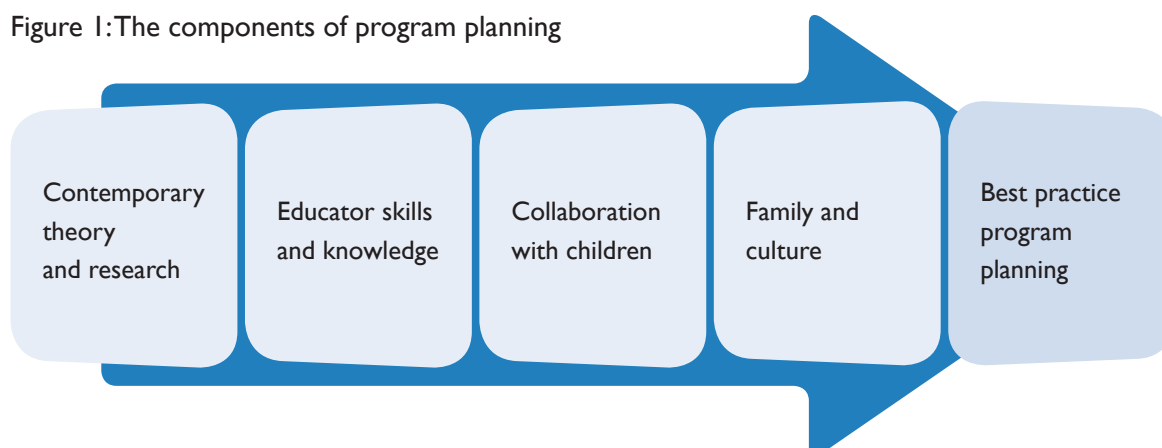 Figure 1: The components of program planning
Contemporary
theory
and research
Educator skills
and knowledge
Collaboration
with children
Family and
culture
Best practice
program
planning